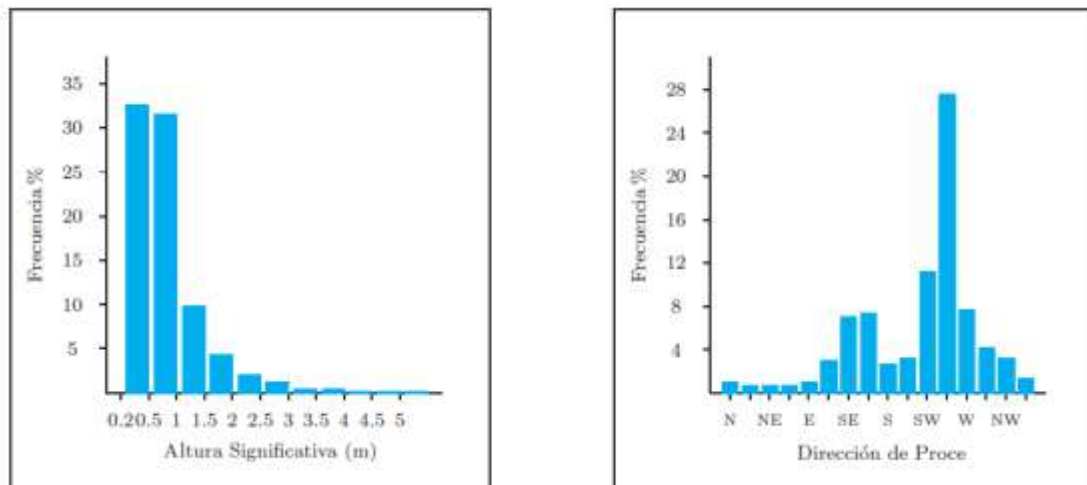 35
30
25
20
15
10
5
Frecuencia %
0.20 0.5 1 1.5 2 2.5 3 3.5 4 4.5 5
Altura Significativa (m)
28
24
20
16
12
8
4
Frecuencia %
N NE E SE S SW W NW
Dirección de Proce